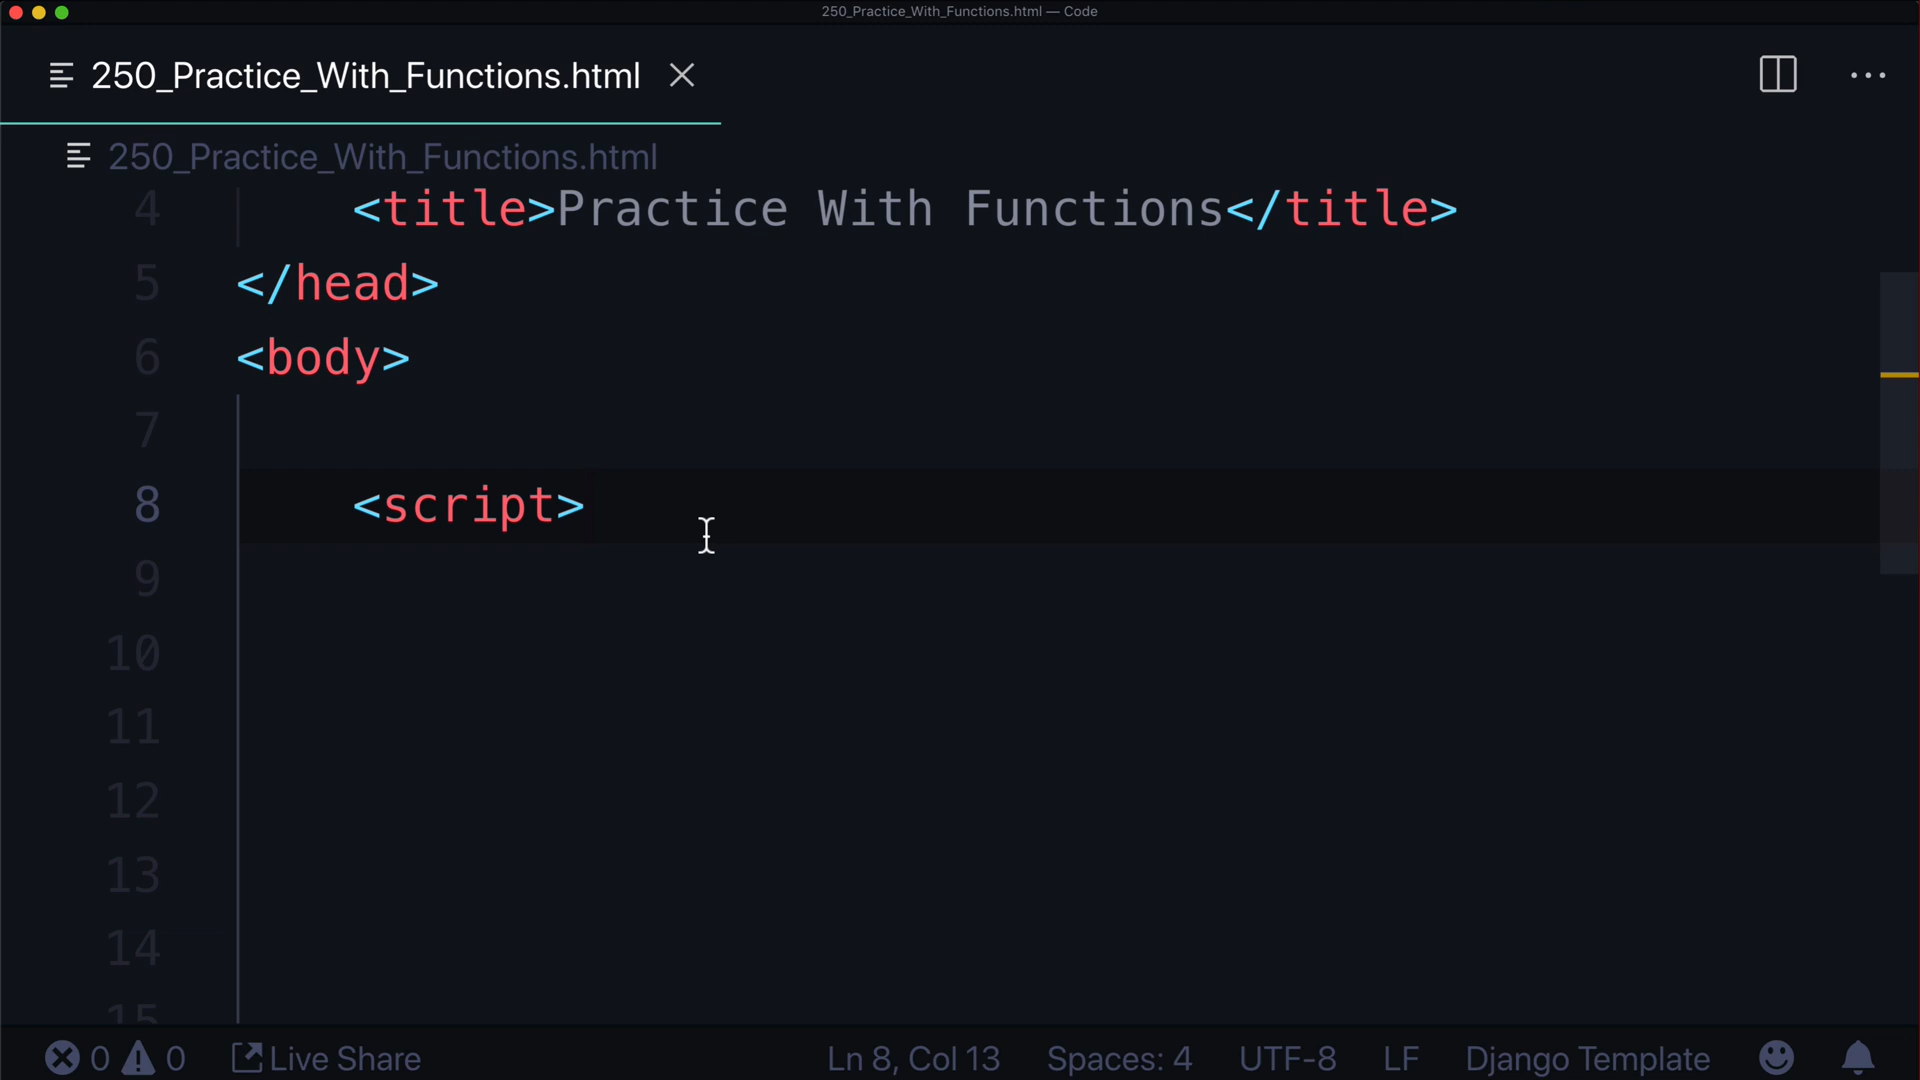 250_Practice_With_Functions.html — Code
250_Practice_With_Functions.html
250_Practice_With_Functions.html
4 <title>Practice With Functions</title>
5 </head>
6 <body>
7
8 <script>
9
10
11
12
13
14
15
0 0 Live Share Ln 8, Col 13 Spaces: 4 UTF-8 LF Django Template